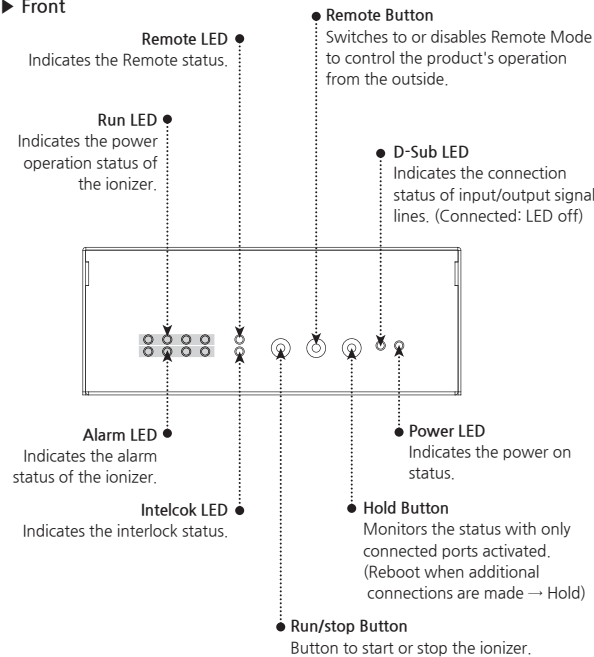 ▶ Front
Remote Button
Switches to or disables Remote Mode
to control the product's operation
from the outside.
Remote LED
Indicates the Remote status.
Run LED
Indicates the power
operation status of
the ionizer.
D-Sub LED
Indicates the connection
status of input/output signal
lines. (Connected: LED off)
Alarm LED
Indicates the alarm
status of the ionizer.
Power LED
Indicates the power on
status.
Intelcok LED
Indicates the interlock status.
Hold Button
Monitors the status with only
connected ports activated.
(Reboot when additional
connections are made → Hold)
Run/stop Button
Button to start or stop the ionizer.